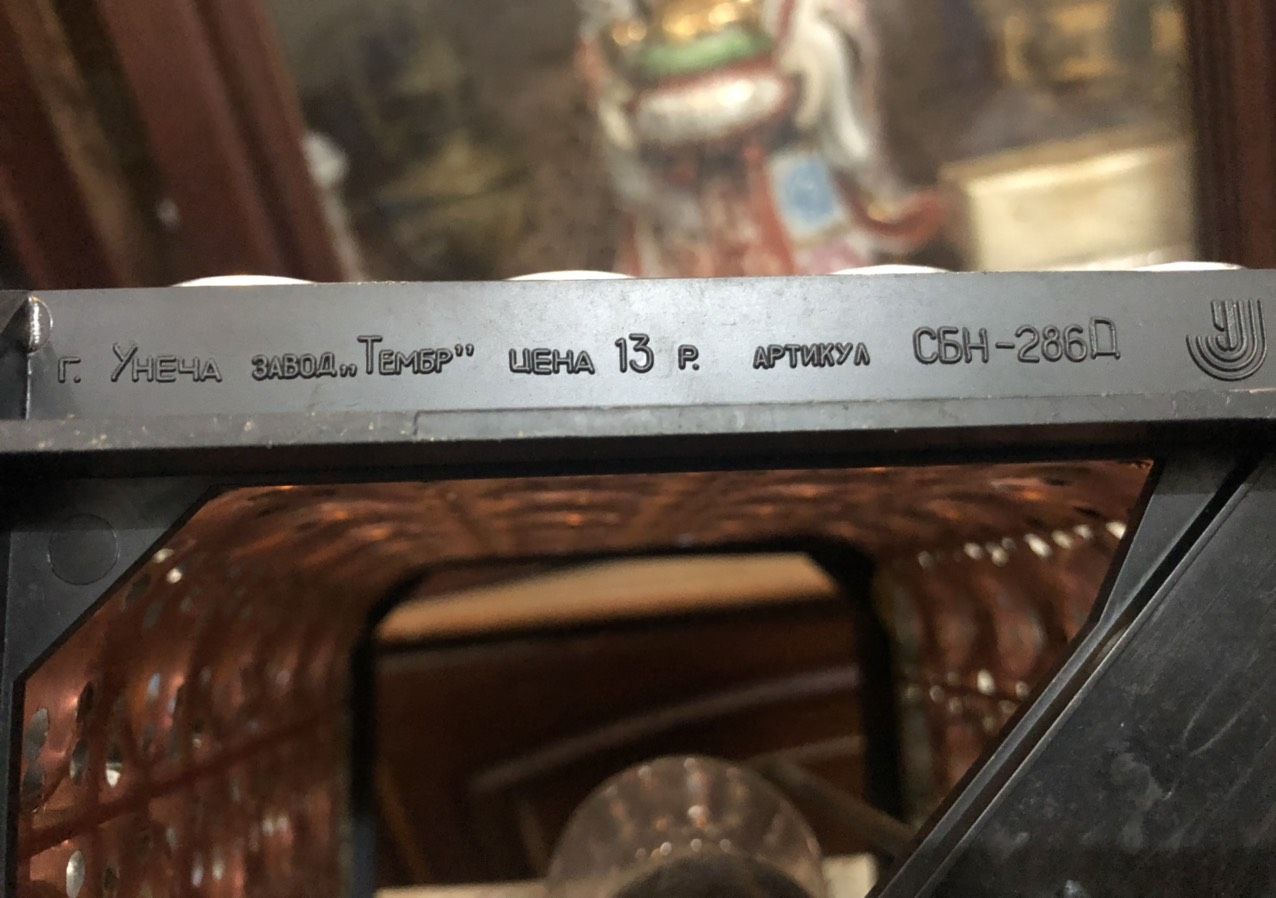 г. Унеча завод „Тембр” цена 13 р. артикул СБН-286Д